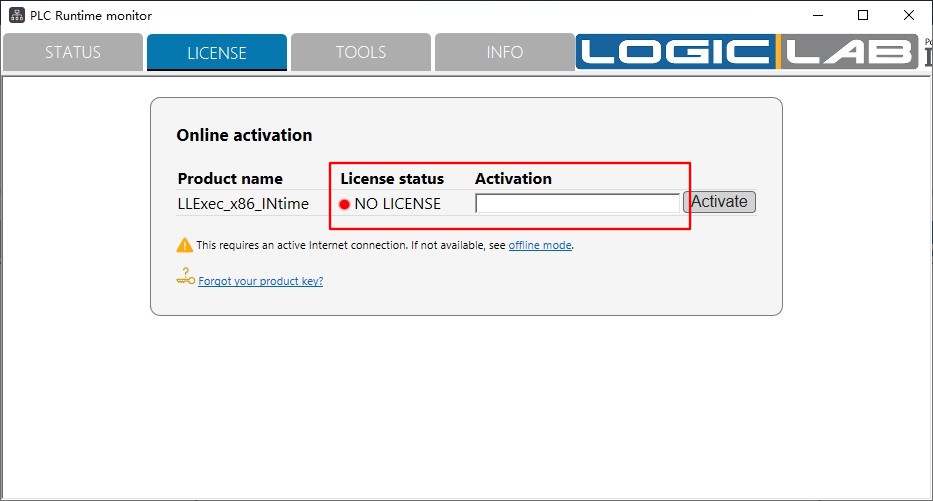 PLC Runtime monitor
STATUS LICENSE TOOLS INFO LOGIC LAB
Online activation
Product name License status Activation
LLExec_x86_INtime NO LICENSE Activate
This requires an active Internet connection. If not available, see offline mode.
Forgot your product key?